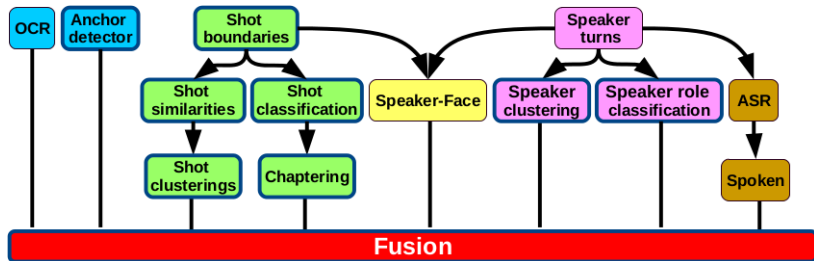 OCR
Anchor
detector
Shot
boundaries
Speaker
turns
Shot
similarities
Shot
classification
Speaker-Face
Speaker
clustering
Speaker role
classification
ASR
Shot
clusterings
Chaptering
Spoken
Fusion